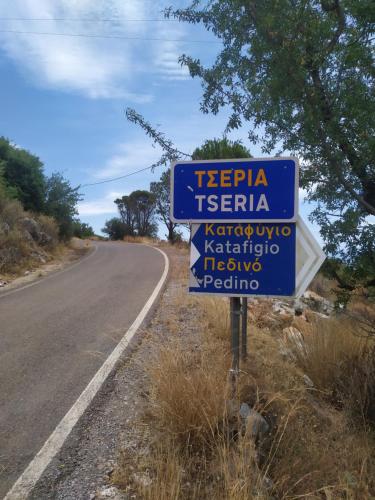 ΤΣΕΡΙΑ
TSERIA
Καταφύγιο
Katafigio
Πεδινό
Pedino